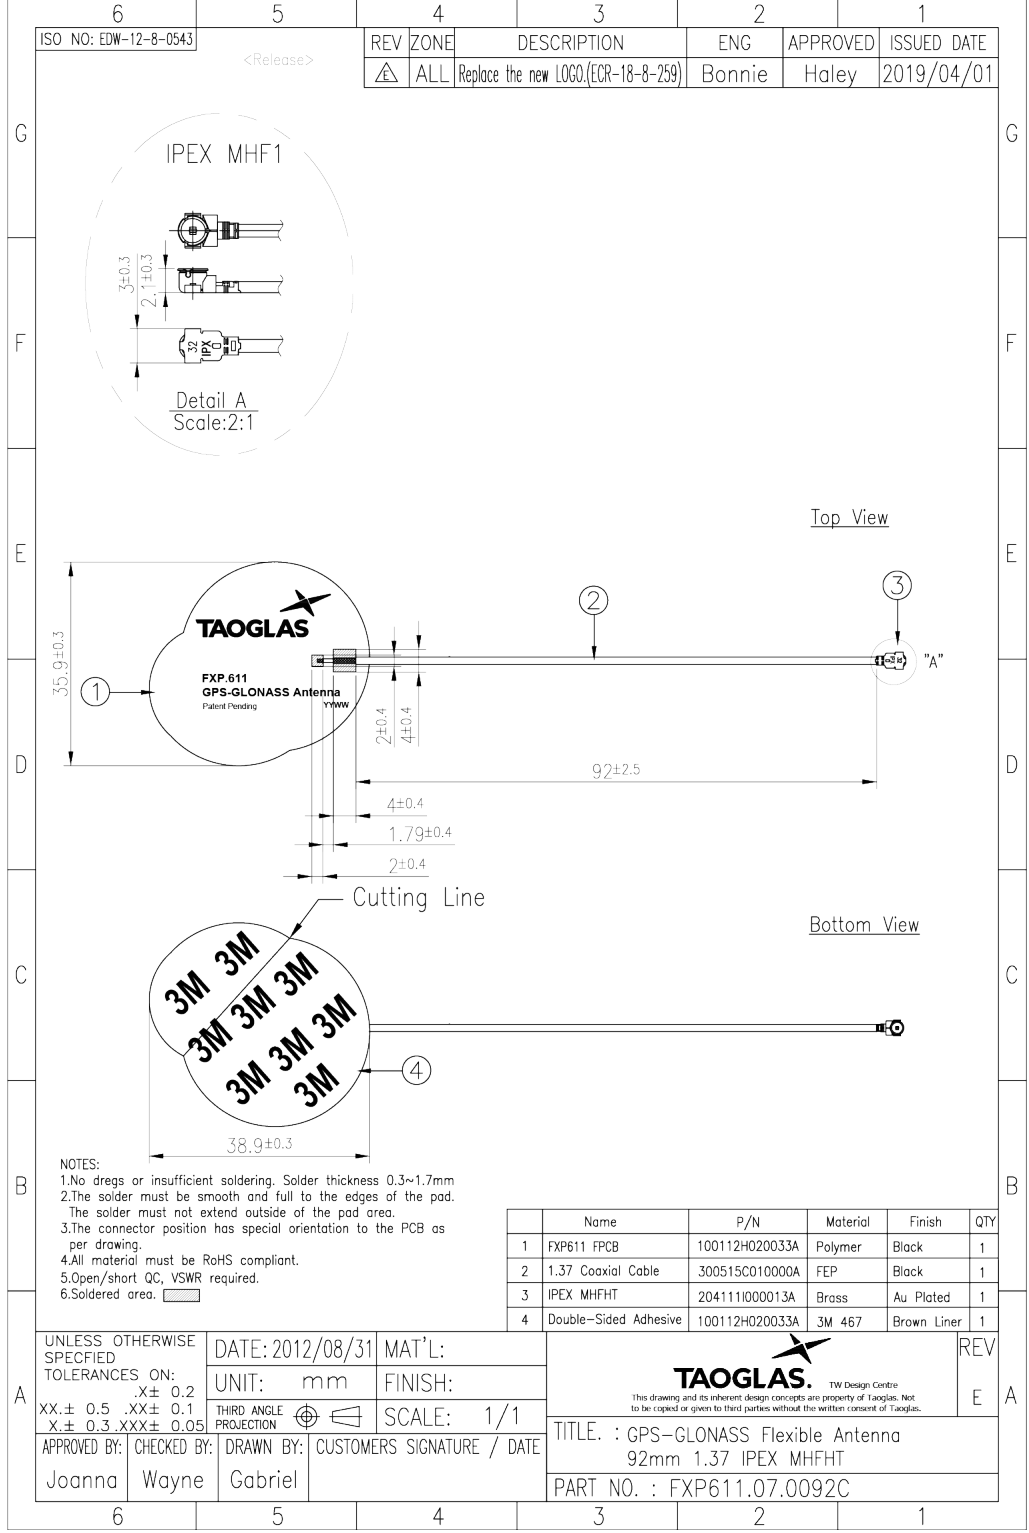 6 5 4 3 2 1
ISO NO: EDW-12-8-0543
<Release>
REV ZONE DESCRIPTION ENG APPROVED ISSUED DATE
E ALL Replace the new LOGO.(ECR-18-8-259) Bonnie Haley 2019/04/01
G G
IPEX MHF1
3±0.3
2.1±0.3
F F
32
IPX
Detail A
Scale:2:1
Top View
E E
3
2
TAOGLAS
35.9±0.3
"A"
1
FXP.611
GPS-GLONASS Antenna
Patent Pending YYWW
2±0.4
4±0.4
D D
92±2.5
4±0.4
1.79±0.4
2±0.4
Cutting Line
Bottom View
3M 3M
C C
3M 3M 3M
3M 3M 3M
3M
4
38.9±0.3
NOTES:
1.No dregs or insufficient soldering. Solder thickness 0.3~1.7mm
B B
2.The solder must be smooth and full to the edges of the pad.
The solder must not extend outside of the pad area.
3.The connector position has special orientation to the PCB as
per drawing.
4.All material must be RoHS compliant.
5.Open/short QC, VSWR required.
6.Soldered area.
Name P/N Material Finish QTY
1 FXP611 FPCB 100112H020033A Polymer Black 1
2 1.37 Coaxial Cable 300515C010000A FEP Black 1
3 IPEX MHFHT 204111I000013A Brass Au Plated 1
4 Double-Sided Adhesive 100112H020033A 3M 467 Brown Liner 1
UNLESS OTHERWISE
SPECFIED
TOLERANCES ON:
.X± 0.2
XX.± 0.5 .XX± 0.1
X.± 0.3 .XXX± 0.05
DATE: 2012/08/31 MAT'L:
UNIT: mm FINISH:
THIRD ANGLE
PROJECTION
SCALE: 1/1
TAOGLAS. TW Design Centre
This drawing and its inherent design concepts are property of Taoglas. Not
to be copied or given to third parties without the written consent of Taoglas.
REV
E
A A
APPROVED BY: CHECKED BY: DRAWN BY: CUSTOMERS SIGNATURE / DATE
Joanna Wayne Gabriel
TITLE. : GPS-GLONASS Flexible Antenna
92mm 1.37 IPEX MHFHT
PART NO. : FXP611.07.0092C
6 5 4 3 2 1